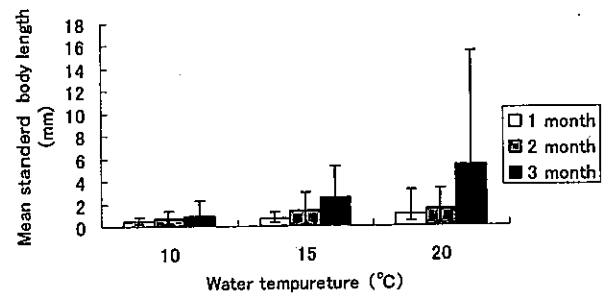 Mean standerd body length
(mm)
18
16
14
12
10
8
6
4
2
0
10 15 20
Water tempureture (°C)
1 month
2 month
3 month